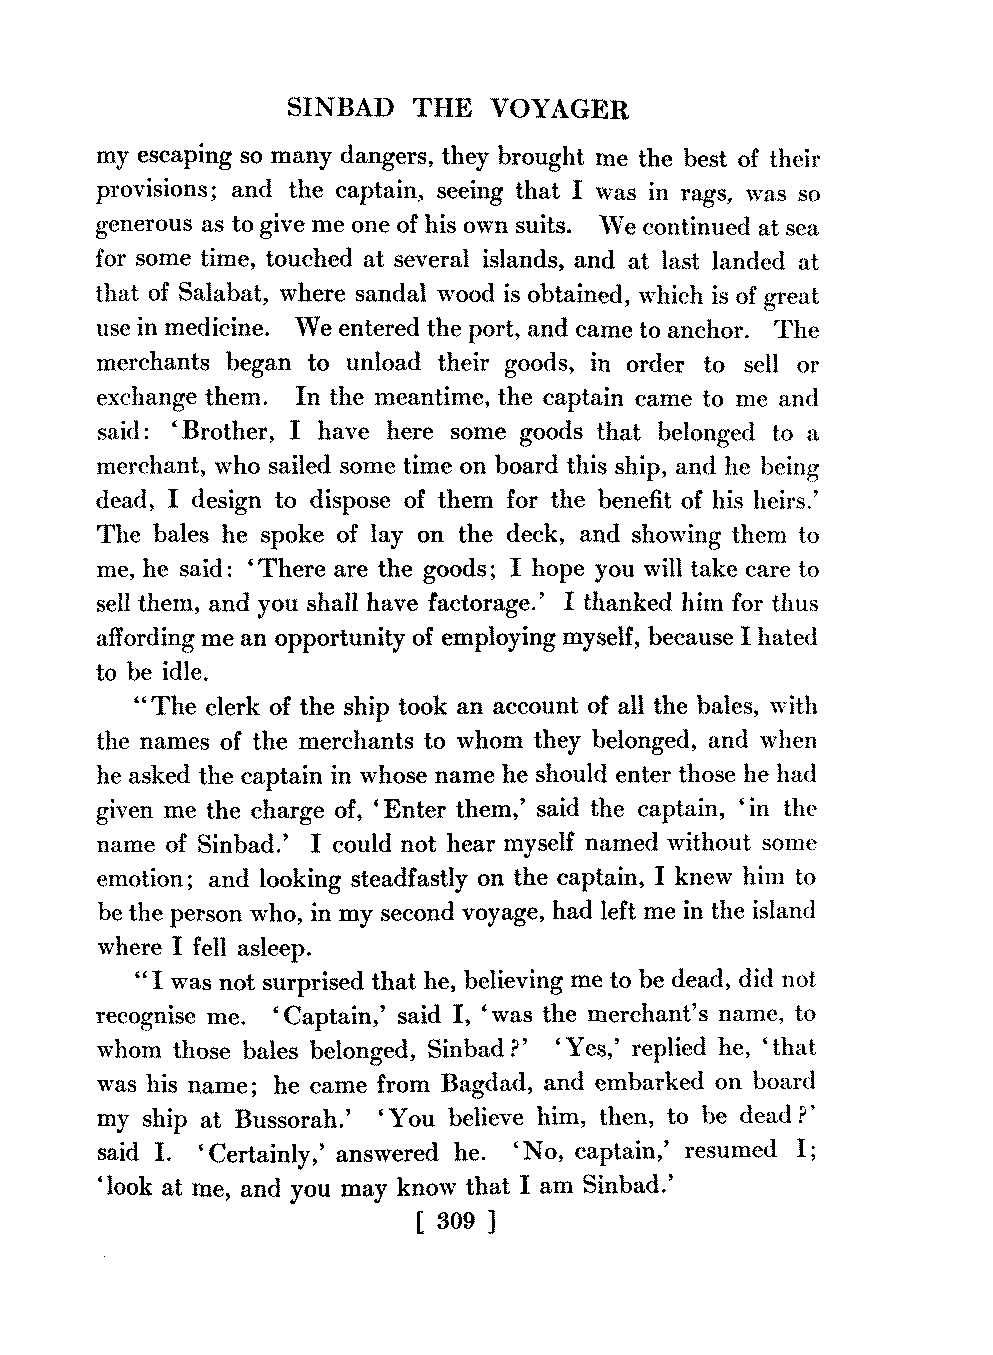 SINBAD THE VOYAGER
my escaping so many dangers, they brought me the best of their
provisions; and the captain, seeing that I was in rags, was so
generous as to give me one of his own suits. We continued at sea
for some time, touched at several islands, and at last landed at
that of Salabat, where sandal wood is obtained, which is of great
use in medicine. We entered the port, and came to anchor. The
merchants began to unload their goods, in order to sell or
exchange them. In the meantime, the captain came to me and
said: ‘Brother, I have here some goods that belonged to a
merchant, who sailed some time on board this ship, and he being
dead, I design to dispose of them for the benefit of his heirs.’
The bales he spoke of lay on the deck, and showing them to
me, he said: ‘There are the goods; I hope you will take care to
sell them, and you shall have factorage.’ I thanked him for thus
affording me an opportunity of employing myself, because I hated
to be idle.
“The clerk of the ship took an account of all the bales, with
the names of the merchants to whom they belonged, and when
he asked the captain in whose name he should enter those he had
given me the charge of, ‘Enter them,’ said the captain, ‘in the
name of Sinbad.’ I could not hear myself named without some
emotion; and looking steadfastly on the captain, I knew him to
be the person who, in my second voyage, had left me in the island
where I fell asleep.
“I was not surprised that he, believing me to be dead, did not
recognise me. ‘Captain,’ said I, ‘was the merchant’s name, to
whom those bales belonged, Sinbad?’ ‘Yes,’ replied he, ‘that
was his name; he came from Bagdad, and embarked on board
my ship at Bussorah.’ ‘You believe him, then, to be dead?’
said I. ‘Certainly,’ answered he. ‘No, captain,’ resumed I;
‘look at me, and you may know that I am Sinbad.’
[ 309 ]